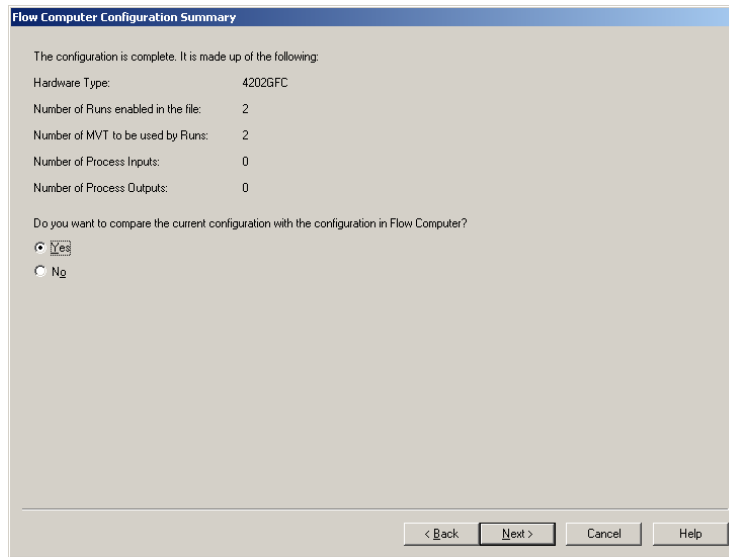 Flow Computer Configuration Summary
The configuration is complete. It is made up of the following:
Hardware Type: 4202GFC
Number of Runs enabled in the file: 2
Number of MVT to be used by Runs: 2
Number of Process Inputs: 0
Number of Process Outputs: 0
Do you want to compare the current configuration with the configuration in Flow Computer?
Yes
No
< Back Next > Cancel Help